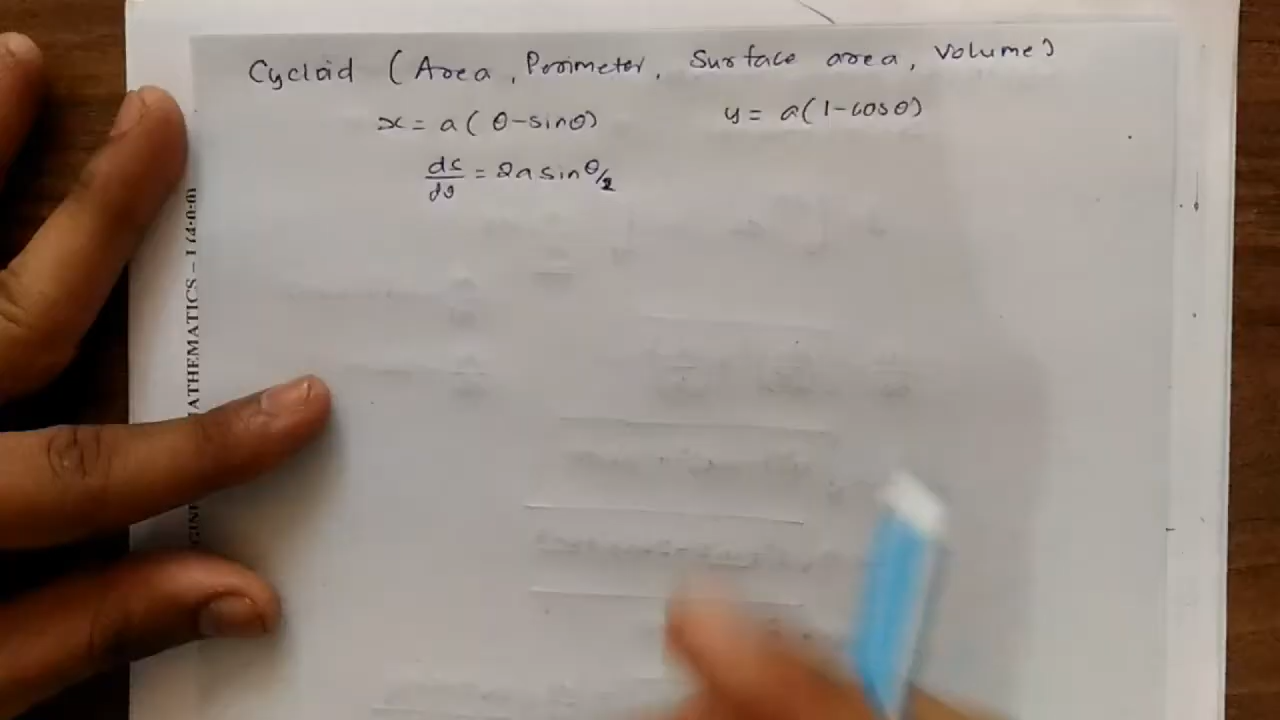 Cycloid (Area, Perimeter, Surface area, Volume)
x = a(θ-sinθ) y = a(1-cosθ)
ds/dθ = 2a sin θ/2
MATHEMATICS – I